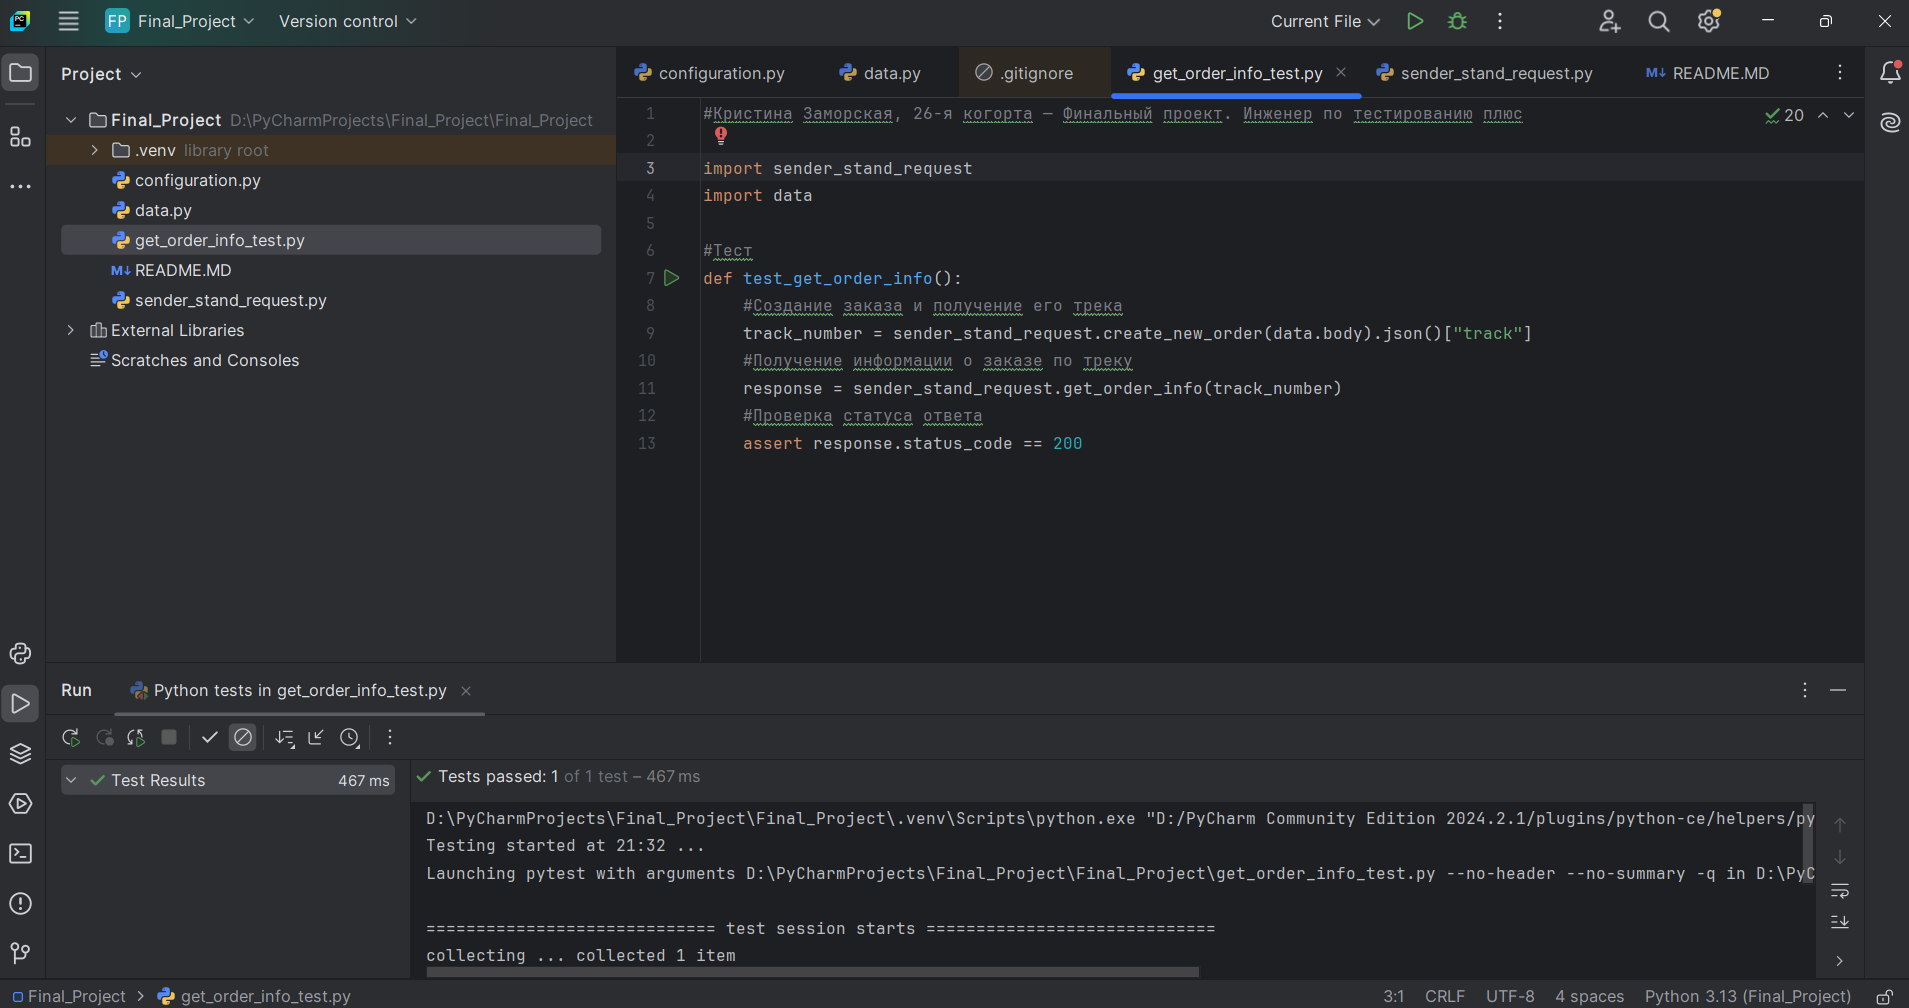 PC
FP Final_Project Version control Current File
Project
configuration.py data.py .gitignore get_order_info_test.py sender_stand_request.py M↓ README.MD
Final_Project D:\PyCharmProjects\Final_Project\Final_Project
.venv library root
configuration.py
data.py
get_order_info_test.py
M↓ README.MD
sender_stand_request.py
External Libraries
Scratches and Consoles
1 #Кристина Заморская, 26-я когорта — Финальный проект. Инженер по тестированию плюс
20
2
3 import sender_stand_request
4 import data
5
6 #Тест
7 def test_get_order_info():
8 #Создание заказа и получение его трека
9 track_number = sender_stand_request.create_new_order(data.body).json()["track"]
10 #Получение информации о заказе по треку
11 response = sender_stand_request.get_order_info(track_number)
12 #Проверка статуса ответа
13 assert response.status_code == 200
Run Python tests in get_order_info_test.py
Test Results 467 ms
Tests passed: 1 of 1 test – 467 ms
D:\PyCharmProjects\Final_Project\Final_Project\.venv\Scripts\python.exe "D:/PyCharm Community Edition 2024.2.1/plugins/python-ce/helpers/py
Testing started at 21:32 ...
Launching pytest with arguments D:\PyCharmProjects\Final_Project\Final_Project\get_order_info_test.py --no-header --no-summary -q in D:\PyC
============================= test session starts =============================
collecting ... collected 1 item
Final_Project > get_order_info_test.py 3:1 CRLF UTF-8 4 spaces Python 3.13 (Final_Project)